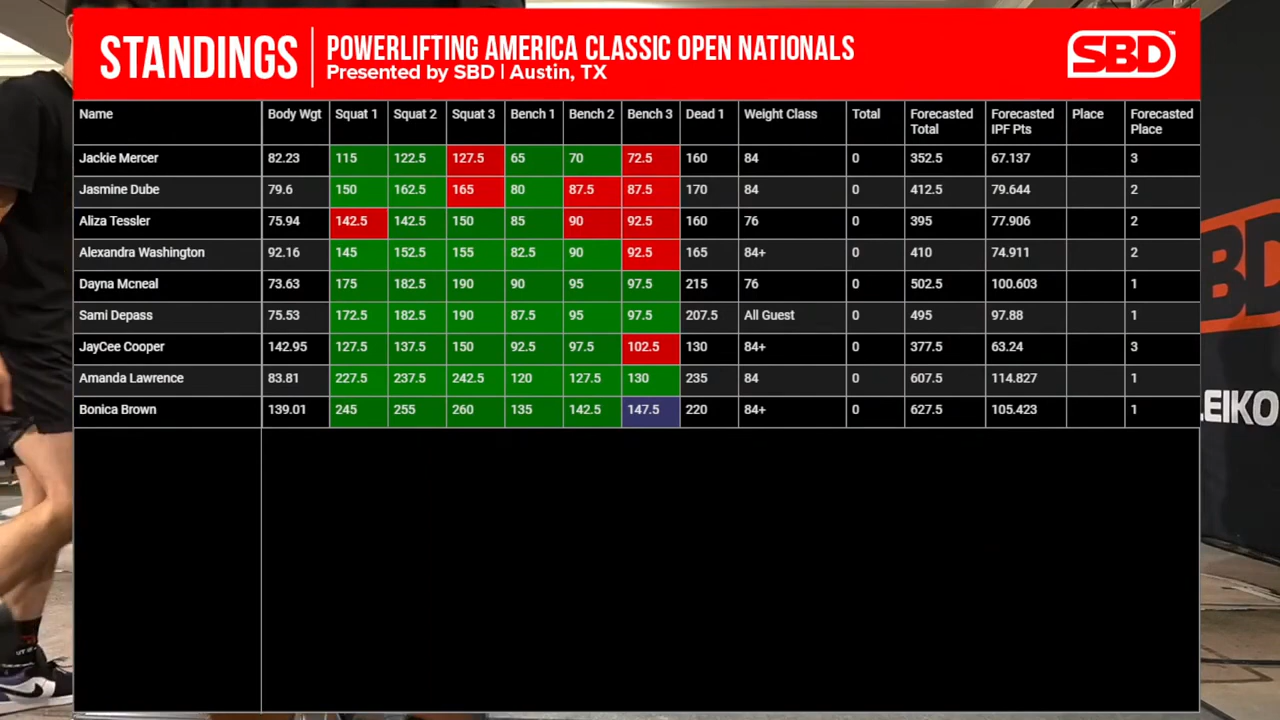 STANDINGS
POWERLIFTING AMERICA CLASSIC OPEN NATIONALS
Presented by SBD | Austin, TX
SBD™
Name Body Wgt Squat 1 Squat 2 Squat 3 Bench 1 Bench 2 Bench 3 Dead 1 Weight Class Total Forecasted Total Forecasted IPF Pts Place Forecasted Place
Jackie Mercer 82.23 115 122.5 127.5 65 70 72.5 160 84 0 352.5 67.137 3
Jasmine Dube 79.6 150 162.5 165 80 87.5 87.5 170 84 0 412.5 79.644 2
Aliza Tessler 75.94 142.5 142.5 150 85 90 92.5 160 76 0 395 77.906 2
Alexandra Washington 92.16 145 152.5 155 82.5 90 92.5 165 84+ 0 410 74.911 2
Dayna Mcneal 73.63 175 182.5 190 90 95 97.5 215 76 0 502.5 100.603 1
Sami Depass 75.53 172.5 182.5 190 87.5 95 97.5 207.5 All Guest 0 495 97.88 1
JayCee Cooper 142.95 127.5 137.5 150 92.5 97.5 102.5 130 84+ 0 377.5 63.24 3
Amanda Lawrence 83.81 227.5 237.5 242.5 120 127.5 130 235 84 0 607.5 114.827 1
Bonica Brown 139.01 245 255 260 135 142.5 147.5 220 84+ 0 627.5 105.423 1
BD
EIKO